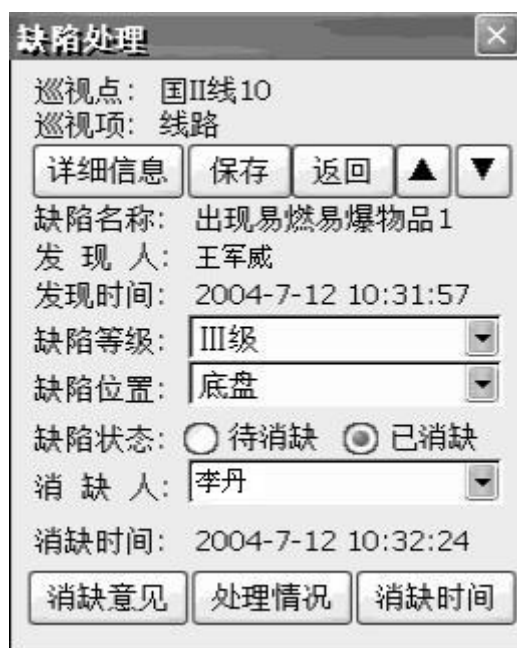 缺陷处理
巡视点: 国II线10
巡视项: 线路
详细信息 保存 返回 ▲ ▼
缺陷名称: 出现易燃易爆物品1
发 现 人: 王军威
发现时间: 2004-7-12 10:31:57
缺陷等级: III级
缺陷位置: 底盘
缺陷状态: 待消缺 已消缺
消 缺 人: 李丹
消缺时间: 2004-7-12 10:32:24
消缺意见 处理情况 消缺时间